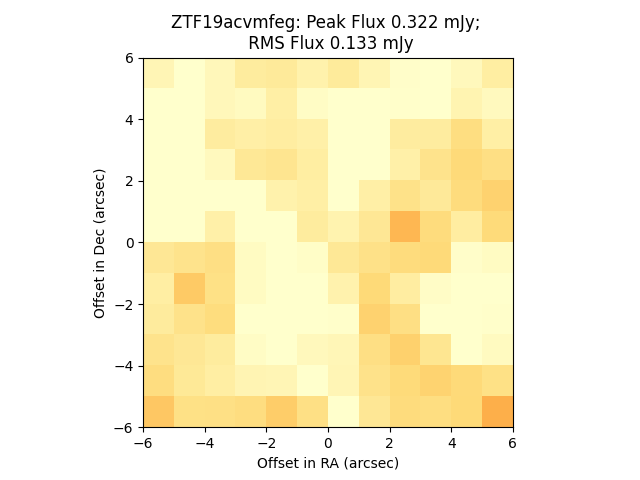 ZTF19acvmfeg: Peak Flux 0.322 mJy;
RMS Flux 0.133 mJy
6
4
2
0
−2
−4
−6
Offset in Dec (arcsec)
−6 −4 −2 0 2 4 6
Offset in RA (arcsec)